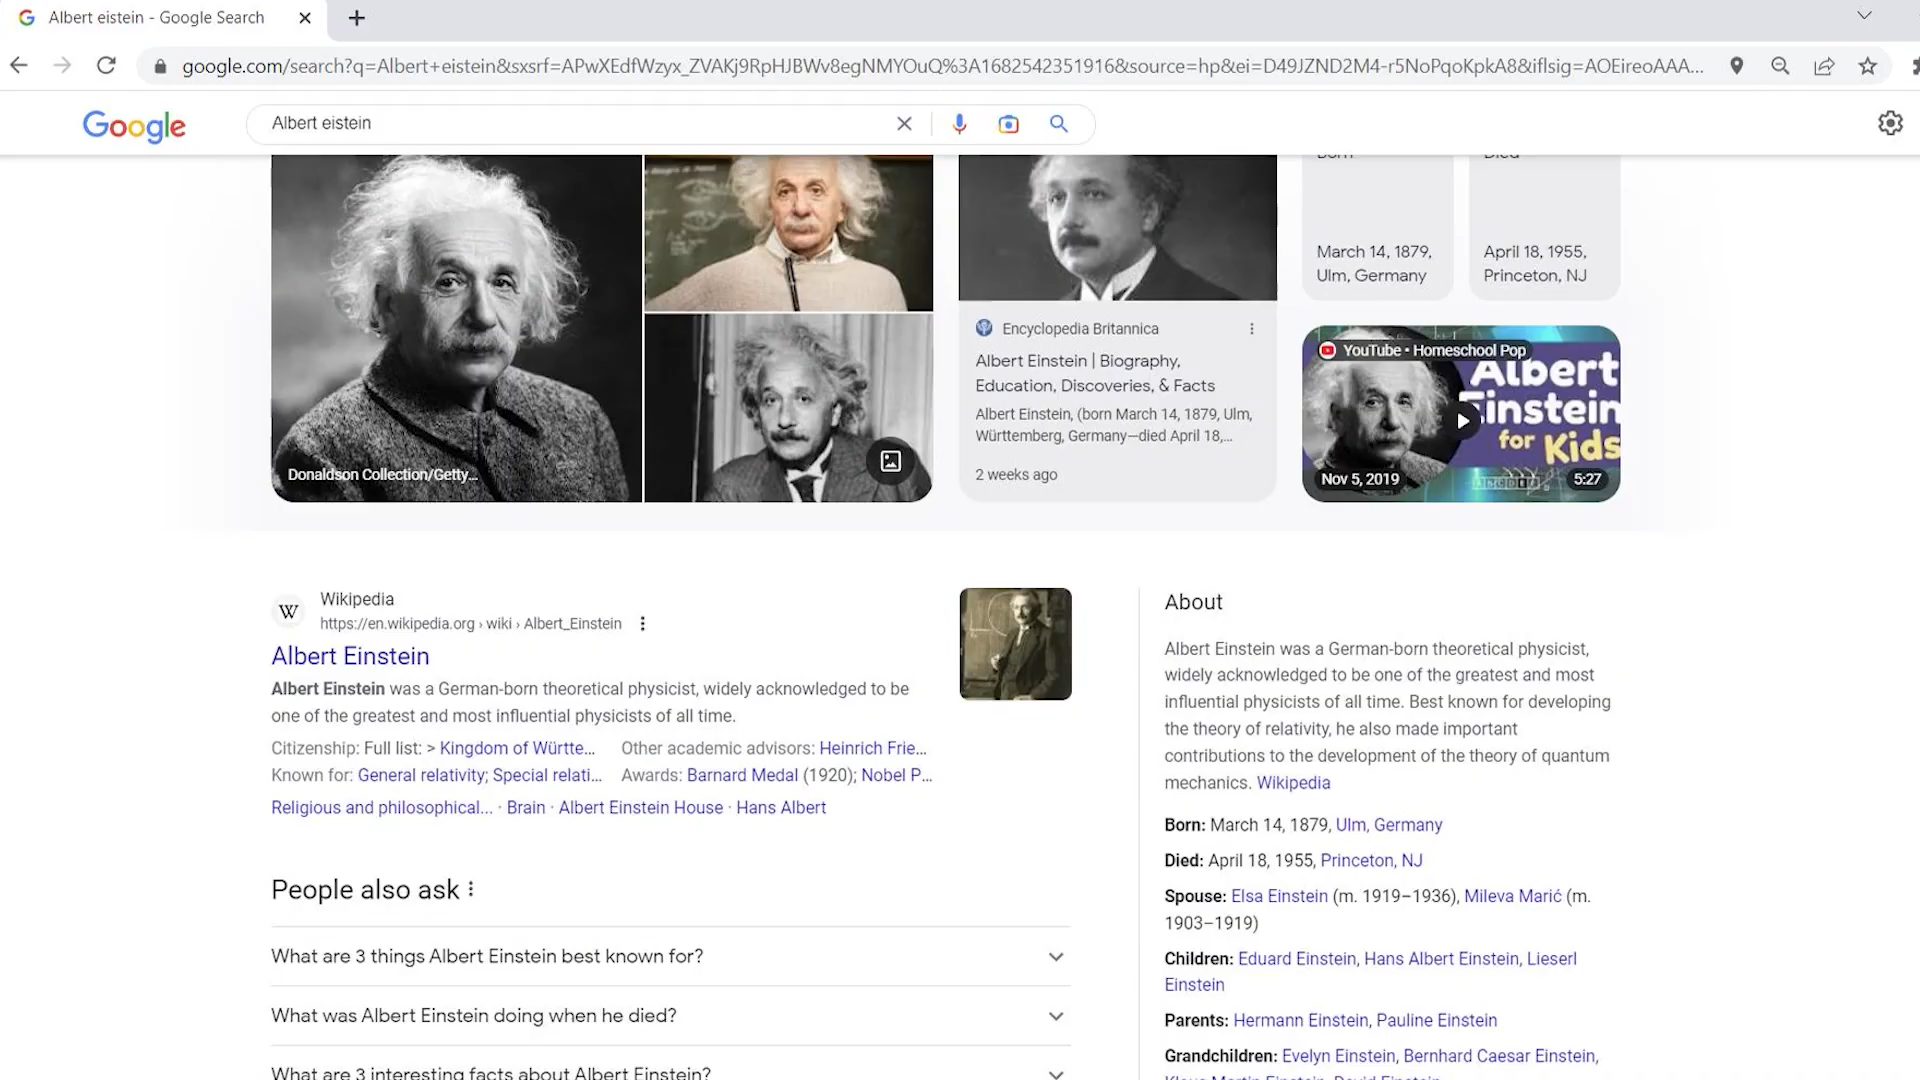 Albert eistein - Google Search
google.com/search?q=Albert+eistein&sxsrf=APwXEdfWzyx_ZVAKj9RpHJBWv8egNMYOuQ%3A1682542351916&source=hp&ei=D49JZND2M4-r5NoPqoKpkA8&iflsig=AOEireoAAA...
Google
Albert eistein
Born
Died
March 14, 1879,
Ulm, Germany
April 18, 1955,
Princeton, NJ
Donaldson Collection/Getty...
Encyclopedia Britannica
Albert Einstein | Biography,
Education, Discoveries, & Facts
Albert Einstein, (born March 14, 1879, Ulm,
Württemberg, Germany—died April 18,...
2 weeks ago
YouTube • Homeschool Pop
Albert
Einstein
for Kids
Nov 5, 2019
5:27
W
Wikipedia
https://en.wikipedia.org › wiki › Albert_Einstein
Albert Einstein
Albert Einstein was a German-born theoretical physicist, widely acknowledged to be
one of the greatest and most influential physicists of all time.
Citizenship: Full list: > Kingdom of Württe... Other academic advisors: Heinrich Frie...
Known for: General relativity; Special relati... Awards: Barnard Medal (1920); Nobel P...
Religious and philosophical... · Brain · Albert Einstein House · Hans Albert
People also ask
What are 3 things Albert Einstein best known for?
What was Albert Einstein doing when he died?
What are 3 interesting facts about Albert Einstein?
About
Albert Einstein was a German-born theoretical physicist,
widely acknowledged to be one of the greatest and most
influential physicists of all time. Best known for developing
the theory of relativity, he also made important
contributions to the development of the theory of quantum
mechanics. Wikipedia
Born: March 14, 1879, Ulm, Germany
Died: April 18, 1955, Princeton, NJ
Spouse: Elsa Einstein (m. 1919–1936), Mileva Marić (m.
1903–1919)
Children: Eduard Einstein, Hans Albert Einstein, Lieserl
Einstein
Parents: Hermann Einstein, Pauline Einstein
Grandchildren: Evelyn Einstein, Bernhard Caesar Einstein,
Klaus Martin Einstein, David Einstein